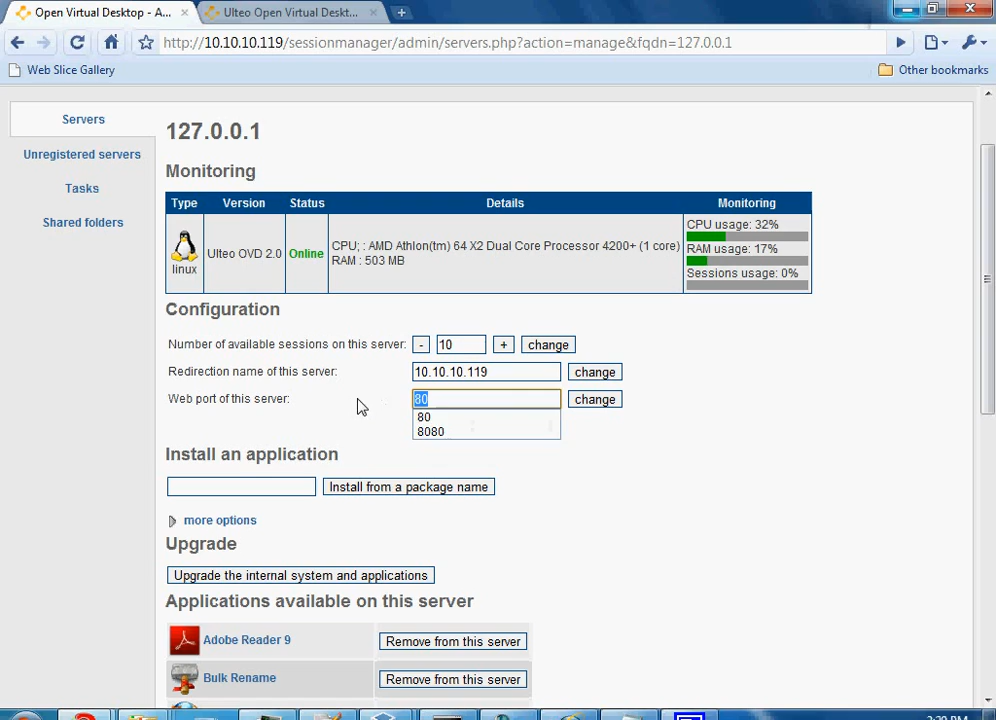 Open Virtual Desktop - A...
Ulteo Open Virtual Deskt...
http://10.10.10.119/sessionmanager/admin/servers.php?action=manage&fqdn=127.0.0.1
Web Slice Gallery
Other bookmarks
Servers
Unregistered servers
Tasks
Shared folders
127.0.0.1
Monitoring
Type Version Status Details Monitoring
linux
Ulteo OVD 2.0
Online
CPU; : AMD Athlon(tm) 64 X2 Dual Core Processor 4200+ (1 core)
RAM : 503 MB
CPU usage: 32%
RAM usage: 17%
Sessions usage: 0%
Configuration
Number of available sessions on this server: - 10 + change
Redirection name of this server: 10.10.10.119 change
Web port of this server: 80 change
80
8080
Install an application
Install from a package name
more options
Upgrade
Upgrade the internal system and applications
Applications available on this server
Adobe Reader 9 Remove from this server
Bulk Rename Remove from this server